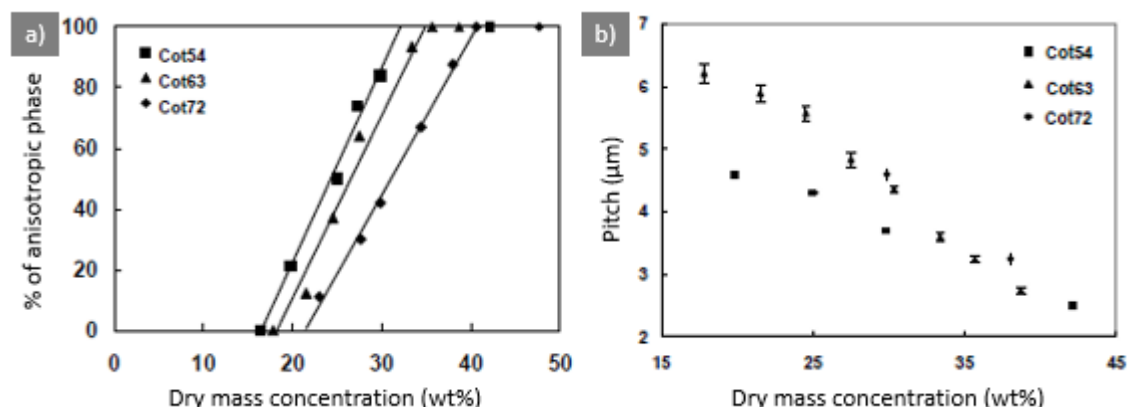 a)
% of anisotropic phase
100
80
60
40
20
0
Cot54
Cot63
Cot72
0 10 20 30 40 50
Dry mass concentration (wt%)
b)
Pitch (µm)
7
6
5
4
3
2
Cot54
Cot63
Cot72
15 25 35 45
Dry mass concentration (wt%)